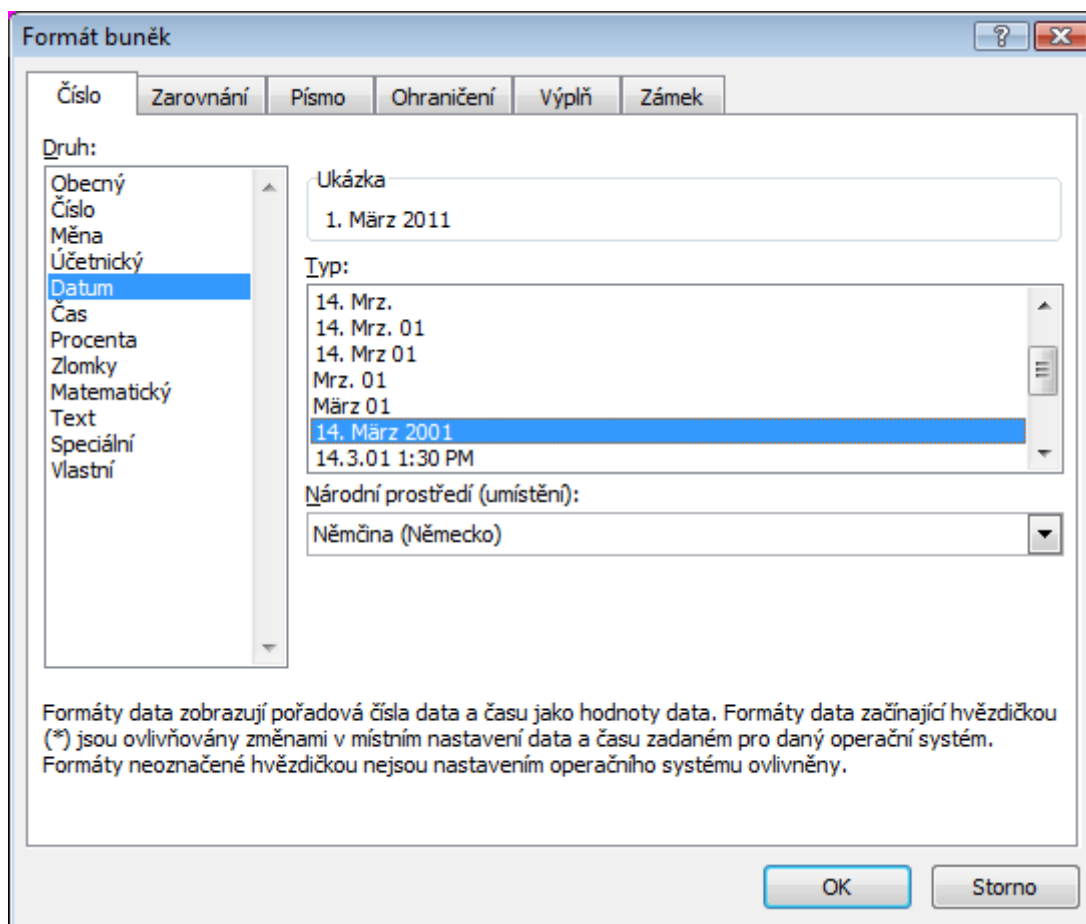 Formát buněk
Číslo Zarovnání Písmo Ohraničení Výplň Zámek
Druh:
Obecný
Číslo
Měna
Účetnický
Datum
Čas
Procenta
Zlomky
Matematický
Text
Speciální
Vlastní
Ukázka
1. März 2011
Typ:
14. Mrz.
14. Mrz. 01
14. Mrz 01
Mrz. 01
März 01
14. März 2001
14.3.01 1:30 PM
Národní prostředí (umístění):
Němčina (Německo)
Formáty data zobrazují pořadová čísla data a času jako hodnoty data. Formáty data začínající hvězdičkou
(*) jsou ovlivňovány změnami v místním nastavení data a času zadaném pro daný operační systém.
Formáty neoznačené hvězdičkou nejsou nastavením operačního systému ovlivněny.
OK Storno